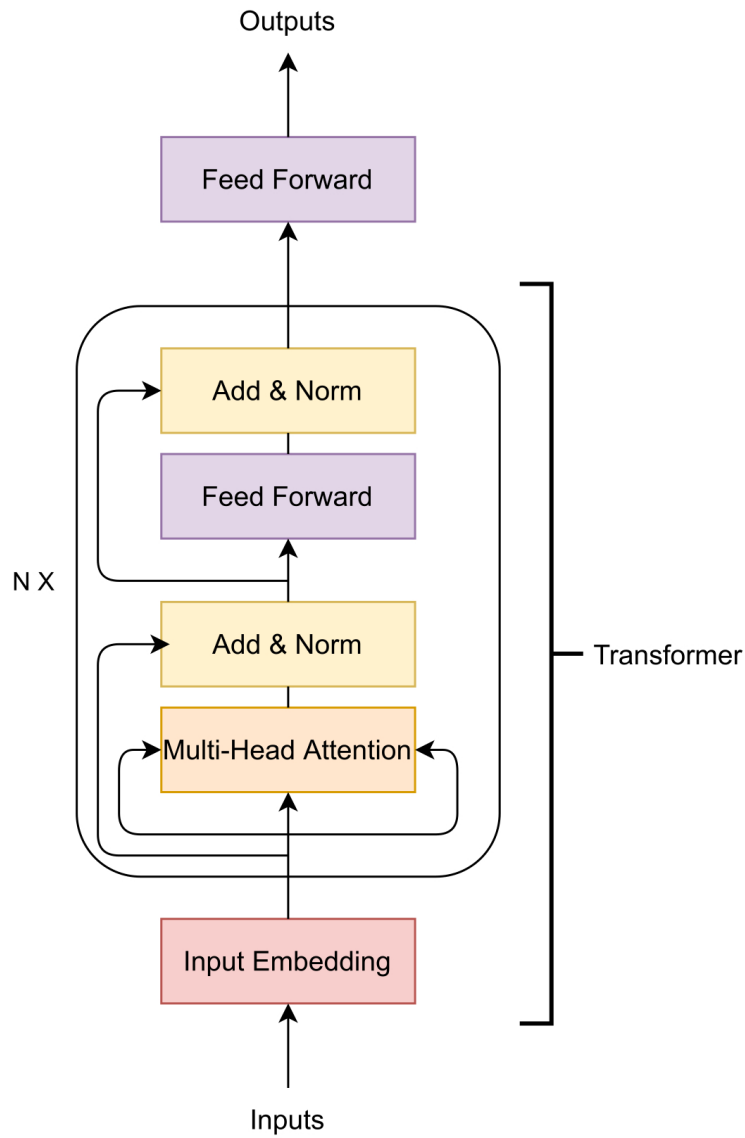 Outputs
Feed Forward
Add & Norm
Feed Forward
N X
Add & Norm
Transformer
Multi-Head Attention
Input Embedding
Inputs